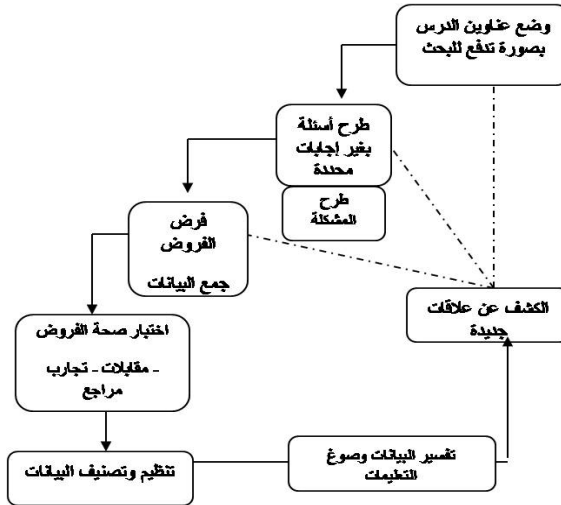 وضع عناوين الدرس
بصورة تدفع للبحث
طرح أسئلة
بغير إجابات
محددة
طرح
المشكلة
فرض
الفروض
جمع البيانات
اختبار صحة الفروض
- مقابلات - تجارب
مراجع
تنظيم وتصنيف البيانات
تفسير البيانات وصوغ
التعليمات
الكشف عن علاقات
جديدة